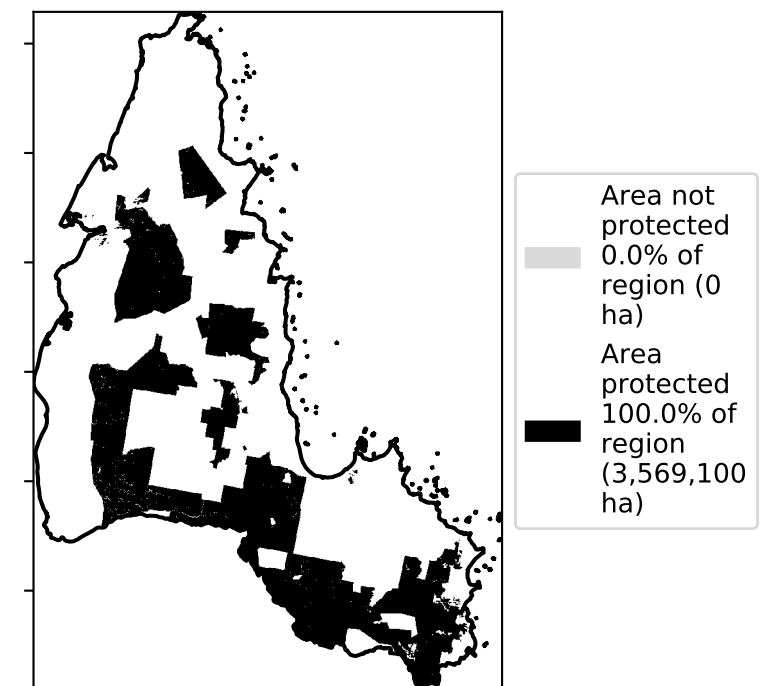 Area not
protected
0.0% of
region (0
ha)
Area
protected
100.0% of
region
(3,569,100
ha)